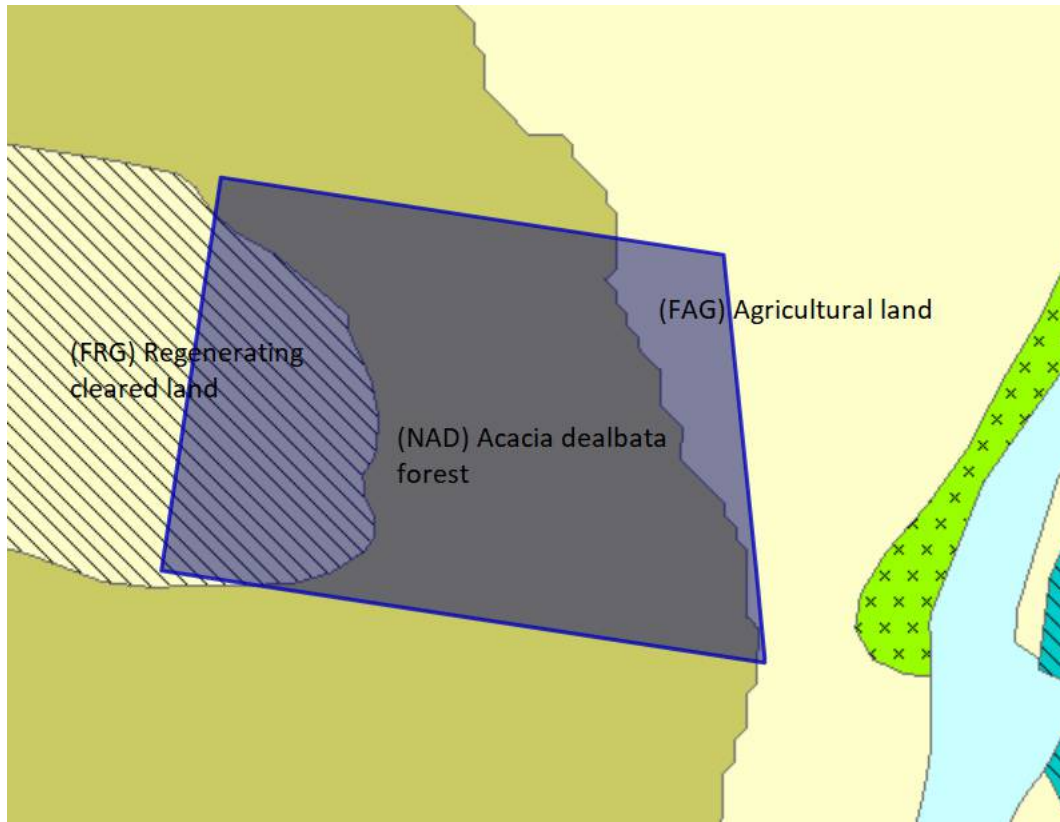 (FAG) Agricultural land
(FRG) Regenerating
cleared land
(NAD) Acacia dealbata
forest